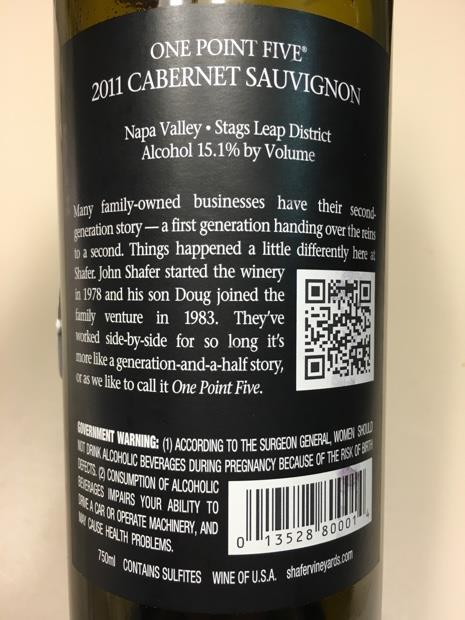 ONE POINT FIVE®
2011 CABERNET SAUVIGNON
Napa Valley • Stags Leap District
Alcohol 15.1% by Volume
Many family-owned businesses have their second-
generation story — a first generation handing over the reins
to a second. Things happened a little differently here at
Shafer. John Shafer started the winery
in 1978 and his son Doug joined the
family venture in 1983. They've
worked side-by-side for so long it's
more like a generation-and-a-half story,
or as we like to call it One Point Five.
GOVERNMENT WARNING: (1) ACCORDING TO THE SURGEON GENERAL, WOMEN SHOULD
NOT DRINK ALCOHOLIC BEVERAGES DURING PREGNANCY BECAUSE OF THE RISK OF BIRTH
DEFECTS. (2) CONSUMPTION OF ALCOHOLIC
BEVERAGES IMPAIRS YOUR ABILITY TO
DRIVE A CAR OR OPERATE MACHINERY, AND
MAY CAUSE HEALTH PROBLEMS.
0 13528 80001 4
750ml CONTAINS SULFITES WINE OF U.S.A. shafervineyards.com